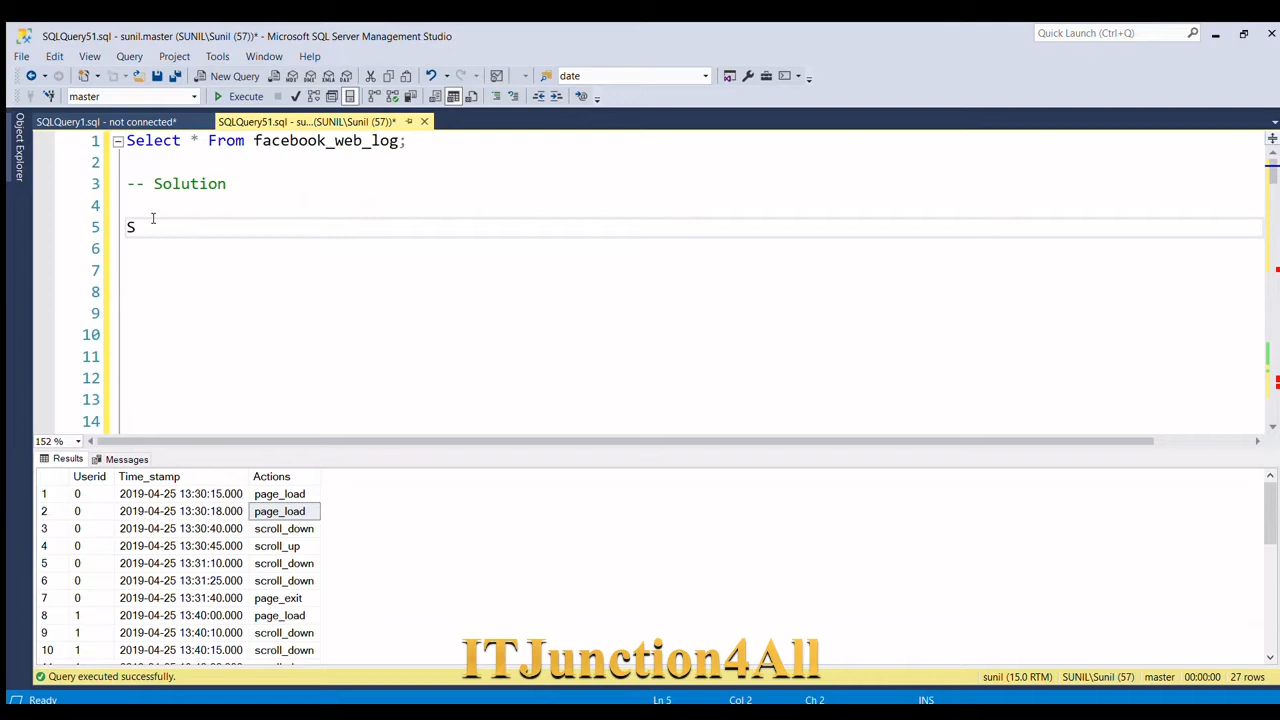 SQLQuery51.sql - sunil.master (SUNIL\Sunil (57))* - Microsoft SQL Server Management Studio
Quick Launch (Ctrl+Q)
File Edit View Query Project Tools Window Help
New Query date
master Execute
SQLQuery1.sql - not connected* SQLQuery51.sql - su...(SUNIL\Sunil (57))*
Object Explorer
1 Select * From facebook_web_log;
2
3 -- Solution
4
5 S
6
7
8
9
10
11
12
13
14
152 %
Results Messages
Userid Time_stamp Actions
1 0 2019-04-25 13:30:15.000 page_load
2 0 2019-04-25 13:30:18.000 page_load
3 0 2019-04-25 13:30:40.000 scroll_down
4 0 2019-04-25 13:30:45.000 scroll_up
5 0 2019-04-25 13:31:10.000 scroll_down
6 0 2019-04-25 13:31:25.000 scroll_down
7 0 2019-04-25 13:31:40.000 page_exit
8 1 2019-04-25 13:40:00.000 page_load
9 1 2019-04-25 13:40:10.000 scroll_down
10 1 2019-04-25 13:40:15.000 scroll_down
ITJunction4All
Query executed successfully. sunil (15.0 RTM) SUNIL\Sunil (57) master 00:00:00 27 rows
Ready Ln 5 Col 2 Ch 2 INS